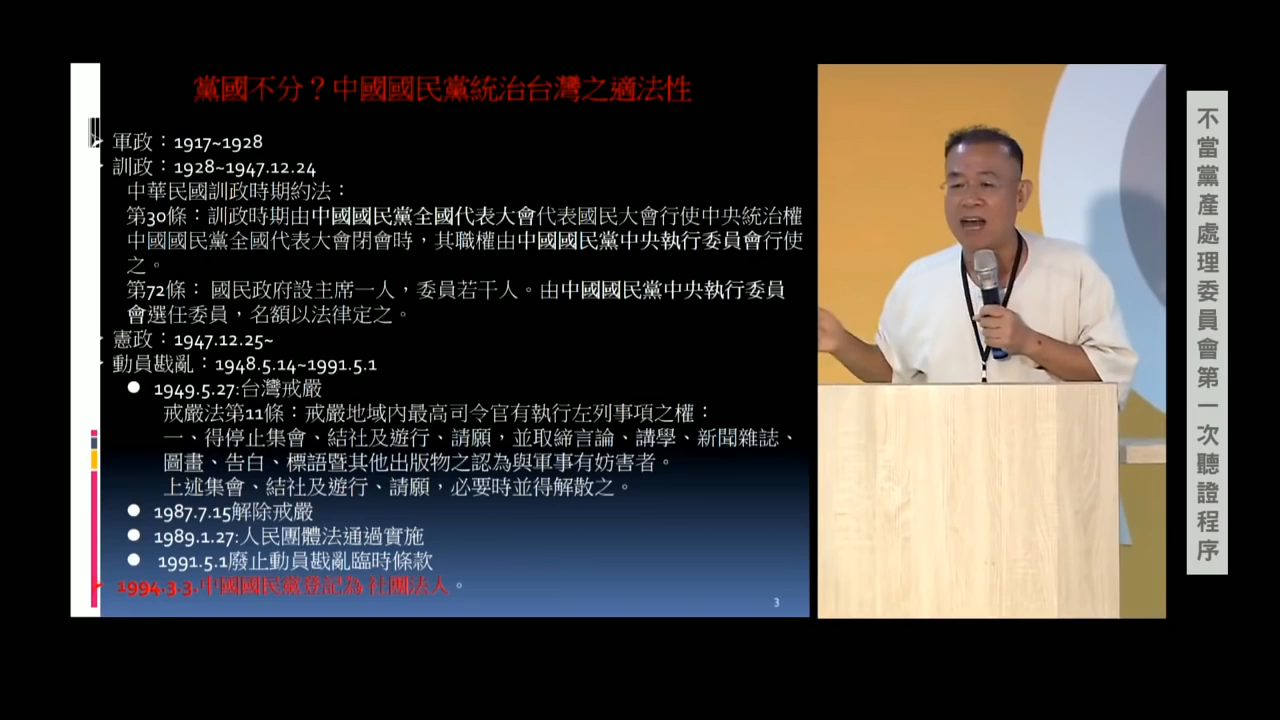 黨國不分？中國國民黨統治台灣之適法性
軍政：1917~1928
訓政：1928~1947.12.24
中華民國訓政時期約法：
第30條：訓政時期由中國國民黨全國代表大會代表國民大會行使中央統治權
中國國民黨全國代表大會閉會時，其職權由中國國民黨中央執行委員會行使
之。
第72條： 國民政府設主席一人，委員若干人。由中國國民黨中央執行委員
會選任委員，名額以法律定之。
憲政：1947.12.25~
動員戡亂：1948.5.14~1991.5.1
1949.5.27:台灣戒嚴
戒嚴法第11條：戒嚴地域內最高司令官有執行左列事項之權：
一、得停止集會、結社及遊行、請願，並取締言論、講學、新聞雜誌、
圖畫、告白、標語暨其他出版物之認為與軍事有妨害者。
上述集會、結社及遊行、請願，必要時並得解散之。
1987.7.15解除戒嚴
1989.1.27:人民團體法通過實施
1991.5.1廢止動員戡亂臨時條款
1994.3.3.中國國民黨登記為 社團法人。
3
不當黨產處理委員會第一次聽證程序